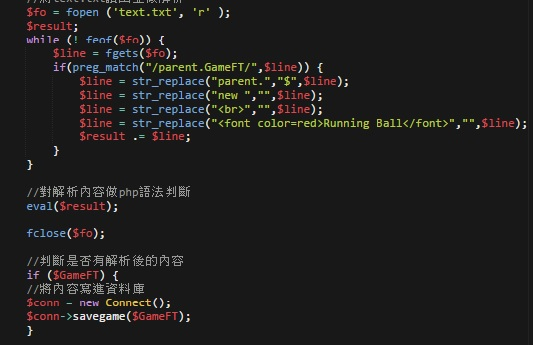 $fo = fopen ('text.txt', 'r' );
$result;
while (! feof($fo)) {
$line = fgets($fo);
if(preg_match("/parent.GameFT/",$line)) {
$line = str_replace("parent.","$",$line);
$line = str_replace("new ","",$line);
$line = str_replace("<br>","",$line);
$line = str_replace("<font color=red>Running Ball</font>","",$line);
$result .= $line;
}
}
//對解析內容做php語法判斷
eval($result);
fclose($fo);
//判斷是否有解析後的內容
if ($GameFT) {
//將內容寫進資料庫
$conn = new Connect();
$conn->savegame($GameFT);
}